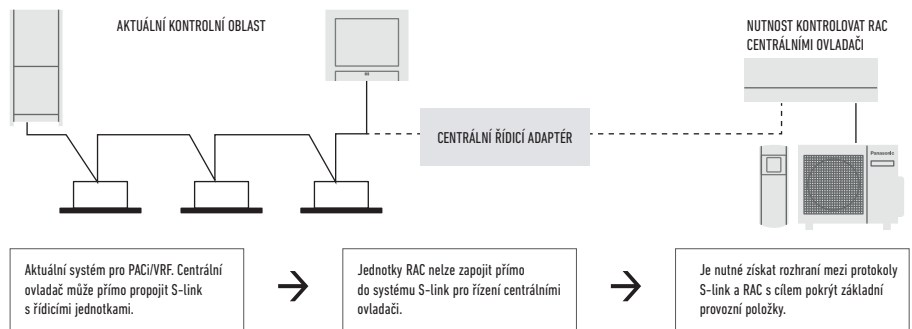 AKTUÁLNÍ KONTROLNÍ OBLAST
NUTNOST KONTROLOVAT RAC
CENTRÁLNÍMI OVLADAČI
CENTRÁLNÍ ŘÍDICÍ ADAPTÉR
Panasonic
Aktuální systém pro PACi/VRF. Centrální
ovladač může přímo propojit S-link
s řídicími jednotkami.
Jednotky RAC nelze zapojit přímo
do systému S-link pro řízení centrálními
ovladači.
Je nutné získat rozhraní mezi protokoly
S-link a RAC s cílem pokrýt základní
provozní položky.